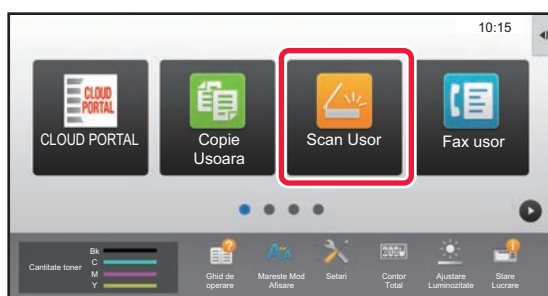 10:15
CLOUD
PORTAL
CLOUD PORTAL
Copie
Usoara
Scan Usor
Fax usor
Cantitate toner
Bk
C
M
Y
Ghid de
operare
Mareste Mod
Afisare
Setari
Contor
Total
Ajustare
Luminozitate
Stare
Lucrare